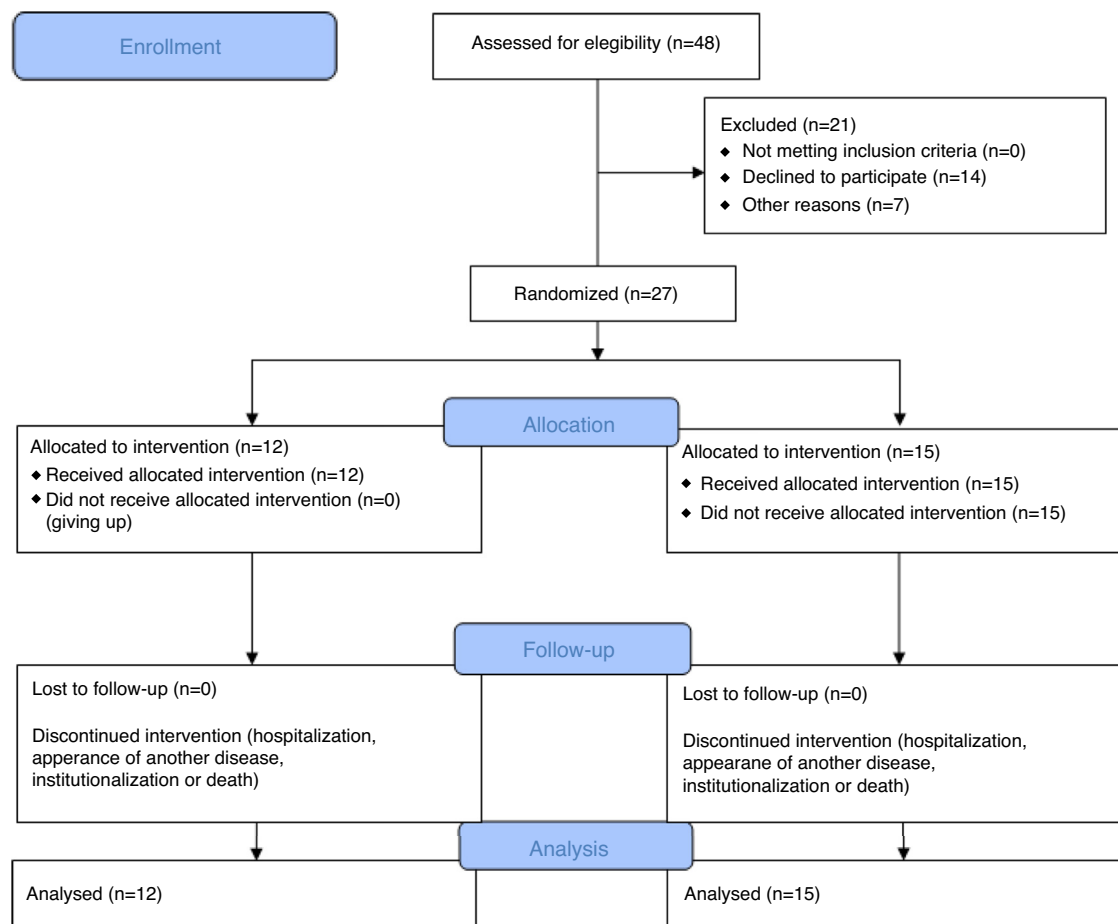 Enrollment
Assessed for elegibility (n=48)
Excluded (n=21)
◆ Not metting inclusion criteria (n=0)
◆ Declined to participate (n=14)
◆ Other reasons (n=7)
Randomized (n=27)
Allocation
Allocated to intervention (n=12)
◆ Received allocated intervention (n=12)
◆ Did not receive allocated intervention (n=0)
(giving up)
Allocated to intervention (n=15)
◆ Received allocated intervention (n=15)
◆ Did not receive allocated intervention (n=15)
Follow-up
Lost to follow-up (n=0)
Discontinued intervention (hospitalization,
apperance of another disease,
institutionalization or death)
Lost to follow-up (n=0)
Discontinued intervention (hospitalization,
appearane of another disease,
institutionalization or death)
Analysis
Analysed (n=12)
Analysed (n=15)